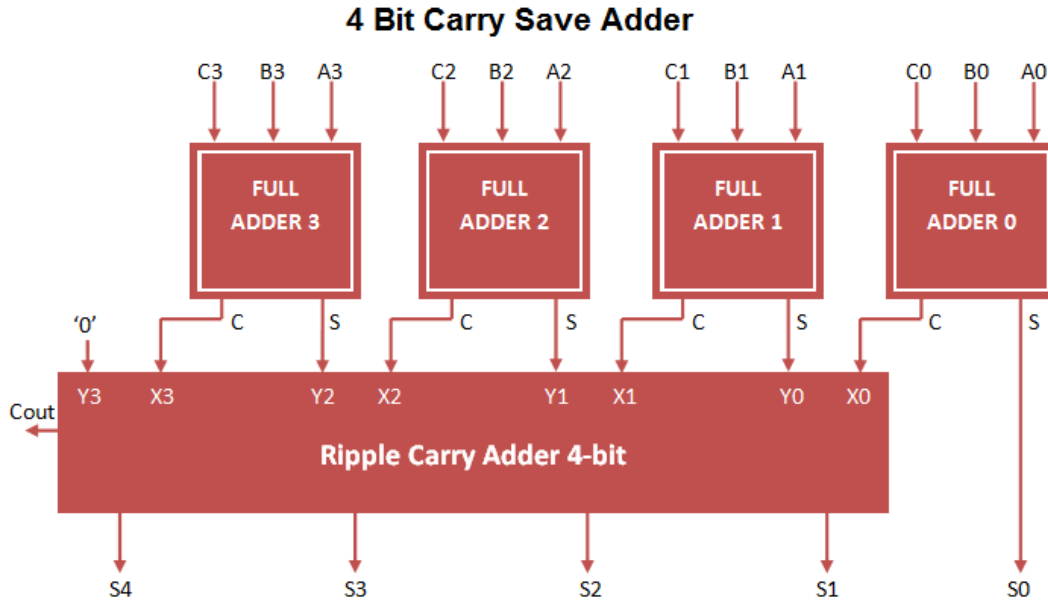 4 Bit Carry Save Adder
C3 B3 A3 C2 B2 A2 C1 B1 A1 C0 B0 A0
FULL ADDER 3
FULL ADDER 2
FULL ADDER 1
FULL ADDER 0
‘0’ C S C S C S C S
Y3 X3 Y2 X2 Y1 X1 Y0 X0
Cout
Ripple Carry Adder 4-bit
S4 S3 S2 S1 S0